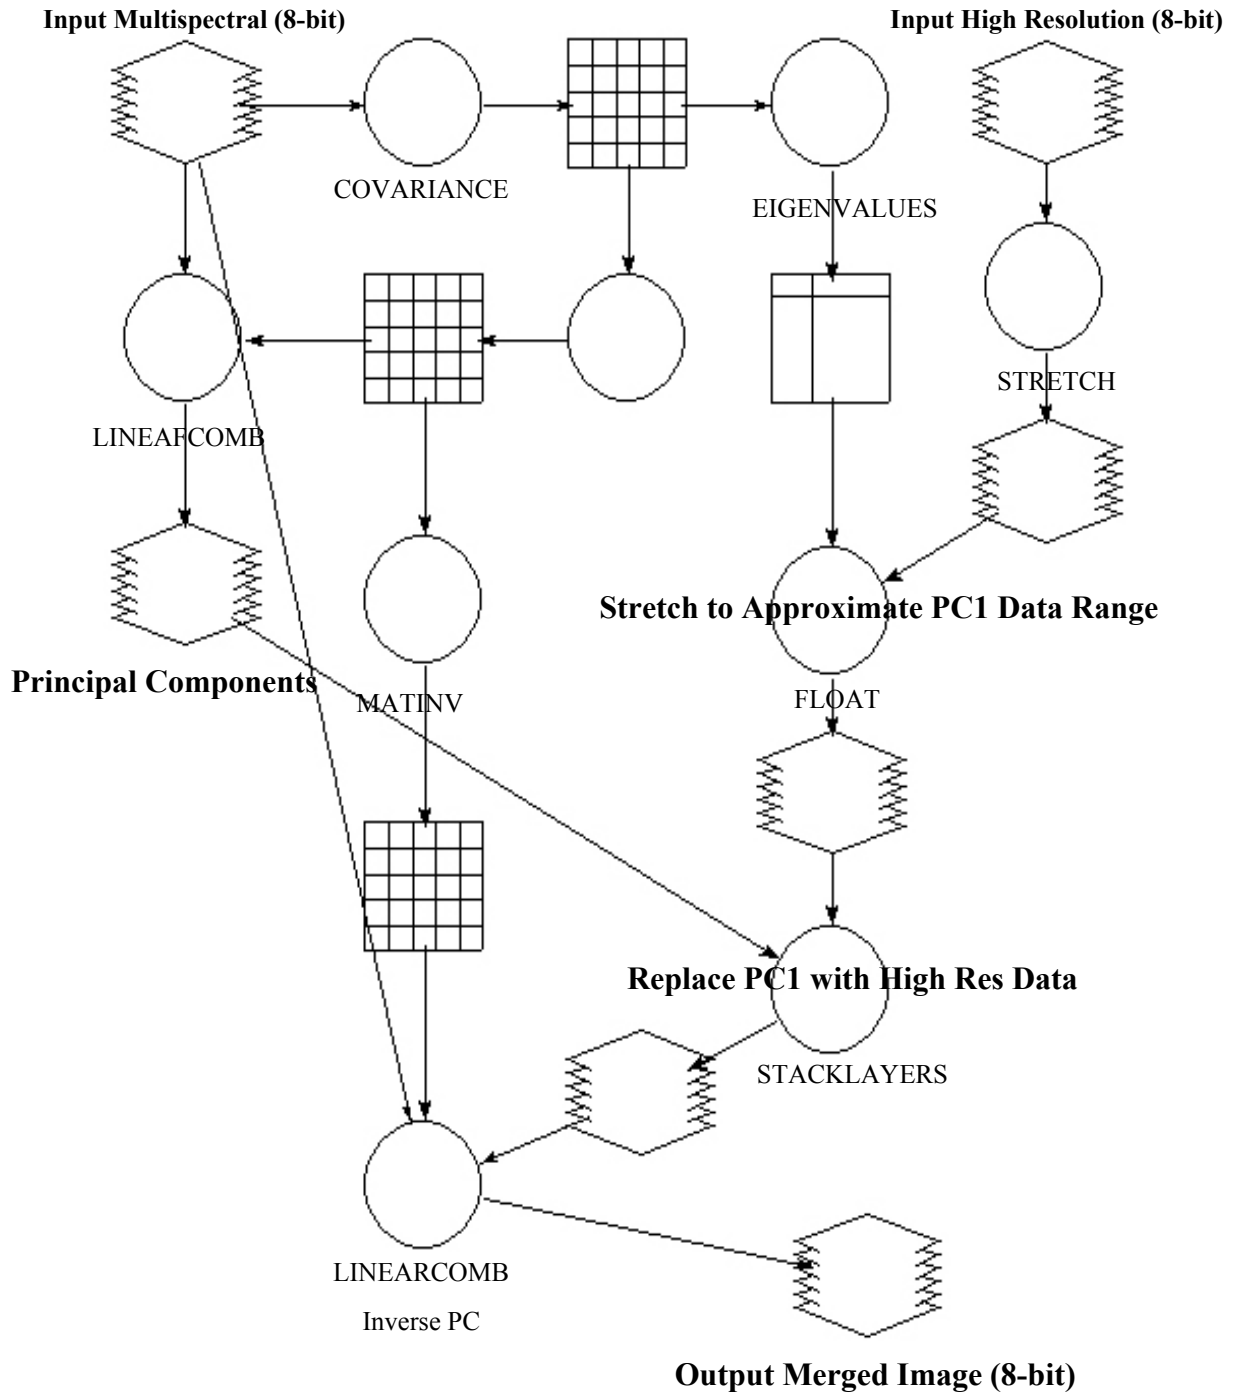 Input Multispectral (8-bit)
Input High Resolution (8-bit)
COVARIANCE
EIGENVALUES
STRETCH
LINEAFCOMB
Stretch to Approximate PC1 Data Range
Principal Components
MATINV
FLOAT
Replace PC1 with High Res Data
STACKLAYERS
LINEARCOMB
Inverse PC
Output Merged Image (8-bit)